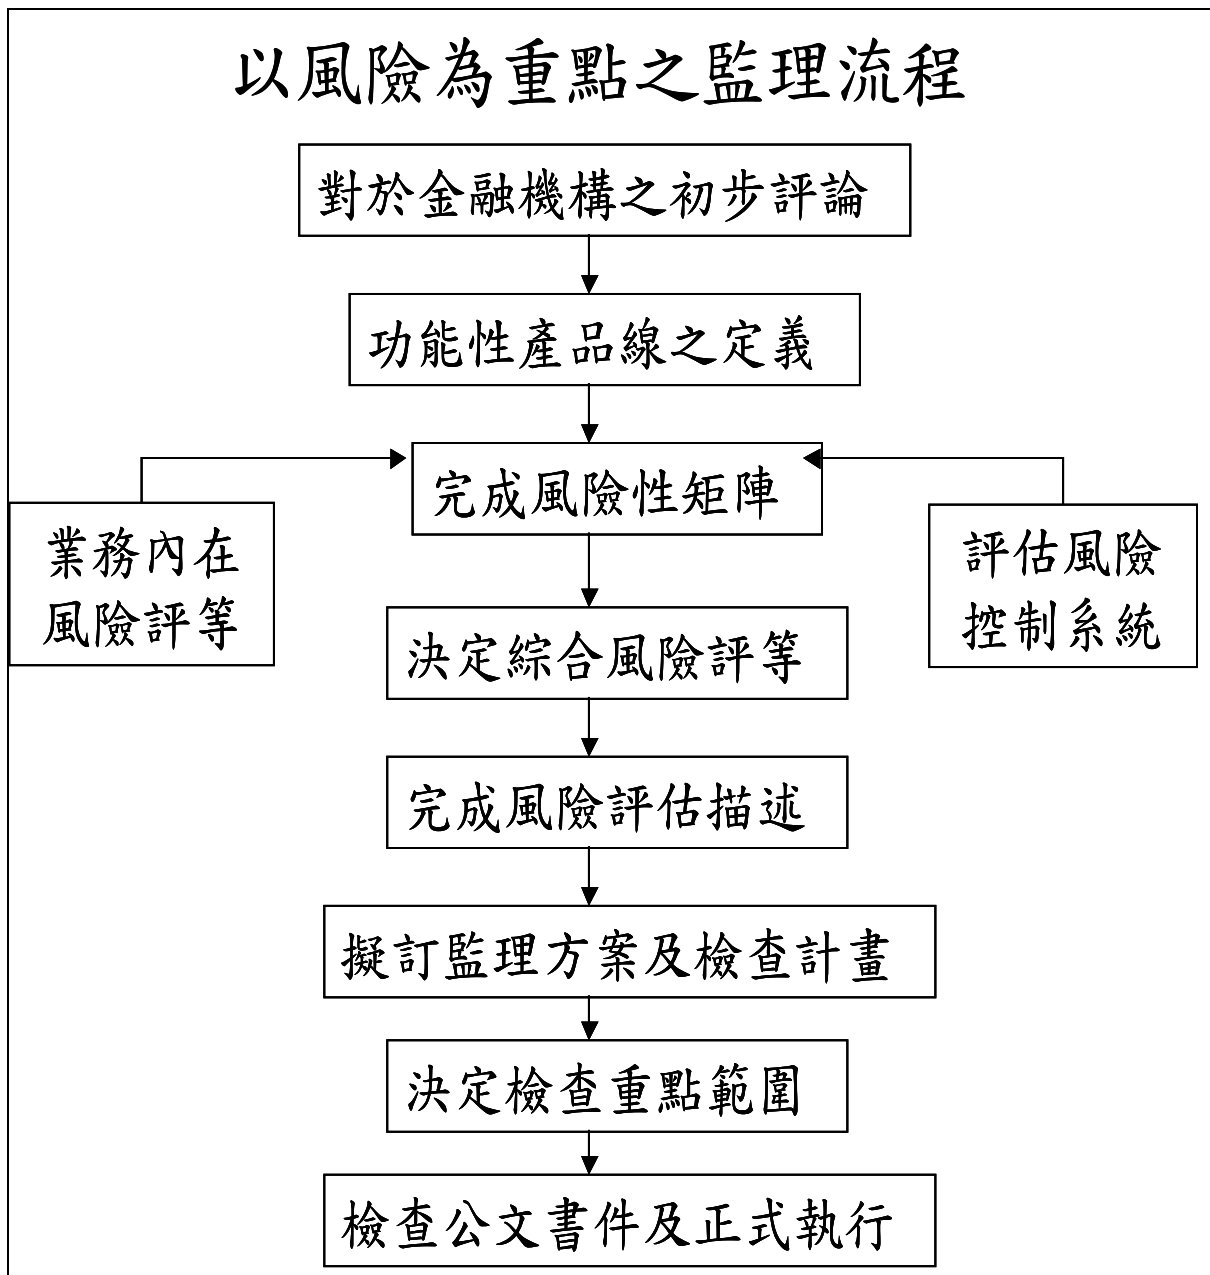 以風險為重點之監理流程
對於金融機構之初步評論
功能性產品線之定義
完成風險性矩陣
業務內在
風險評等
評估風險
控制系統
決定綜合風險評等
完成風險評估描述
擬訂監理方案及檢查計畫
決定檢查重點範圍
檢查公文書件及正式執行